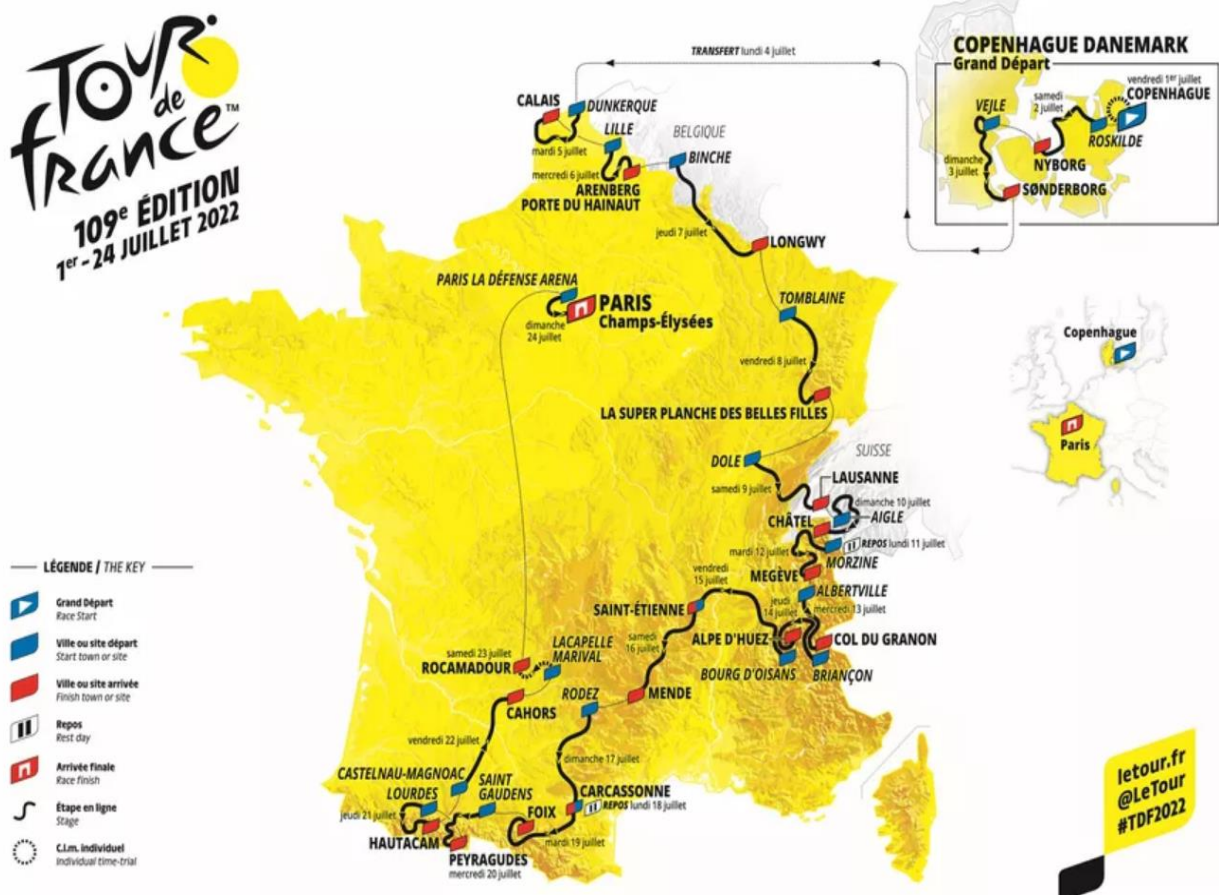 TOUR
de
france™
109e ÉDITION
1er - 24 JUILLET 2022
TRANSFERT lundi 4 juillet
COPENHAGUE DANEMARK
Grand Départ
vendredi 1er juillet
COPENHAGUE
samedi
2 juillet
VEJLE
ROSKILDE
NYBORG
dimanche
3 juillet
SØNDERBORG
CALAIS
DUNKERQUE
mardi 5 juillet
LILLE
BELGIQUE
BINCHE
mercredi 6 juillet
ARENBERG
PORTE DU HAINAUT
jeudi 7 juillet
LONGWY
PARIS LA DÉFENSE ARENA
PARIS
Champs-Élysées
dimanche
24 juillet
TOMBLAINE
vendredi 8 juillet
LA SUPER PLANCHE DES BELLES FILLES
Copenhague
Paris
DOLE
SUISSE
samedi 9 juillet
LAUSANNE
dimanche 10 juillet
CHÂTEL
AIGLE
REPOS lundi 11 juillet
mardi 12 juillet
MORZINE
MEGÈVE
vendredi
15 juillet
ALBERTVILLE
jeudi
14 juillet
mercredi 13 juillet
SAINT-ÉTIENNE
ALPE D'HUEZ
COL DU GRANON
BOURG D'OISANS
BRIANÇON
samedi
16 juillet
MENDE
LACAPELLE
MARIVAL
samedi 23 juillet
ROCAMADOUR
RODEZ
CAHORS
vendredi 22 juillet
dimanche 17 juillet
CASTELNAU-MAGNOAC
LOURDES
SAINT
GAUDENS
CARCASSONNE
REPOS lundi 18 juillet
FOIX
jeudi 21 juillet
mardi 19 juillet
HAUTACAM
PEYRAGUDES
mercredi 20 juillet
LÉGENDE / THE KEY
Grand Départ
Race Start
Ville ou site départ
Start town or site
Ville ou site arrivée
Finish town or site
Repos
Rest day
Arrivée finale
Race finish
Étape en ligne
Stage
C.l.m. individuel
Individual time-trial
letour.fr
@LeTour
#TDF2022